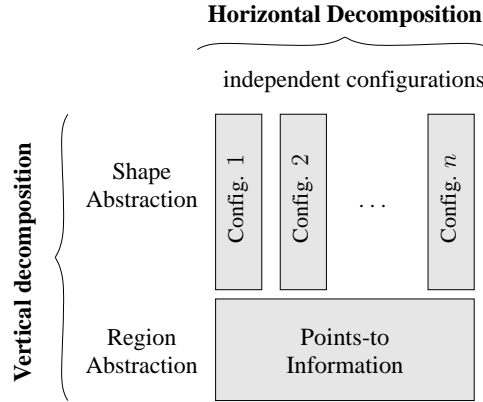 Horizontal Decomposition
independent configurations
Vertical decomposition
Shape
Abstraction
Config. 1
Config. 2
. . .
Config. n
Region
Abstraction
Points-to
Information